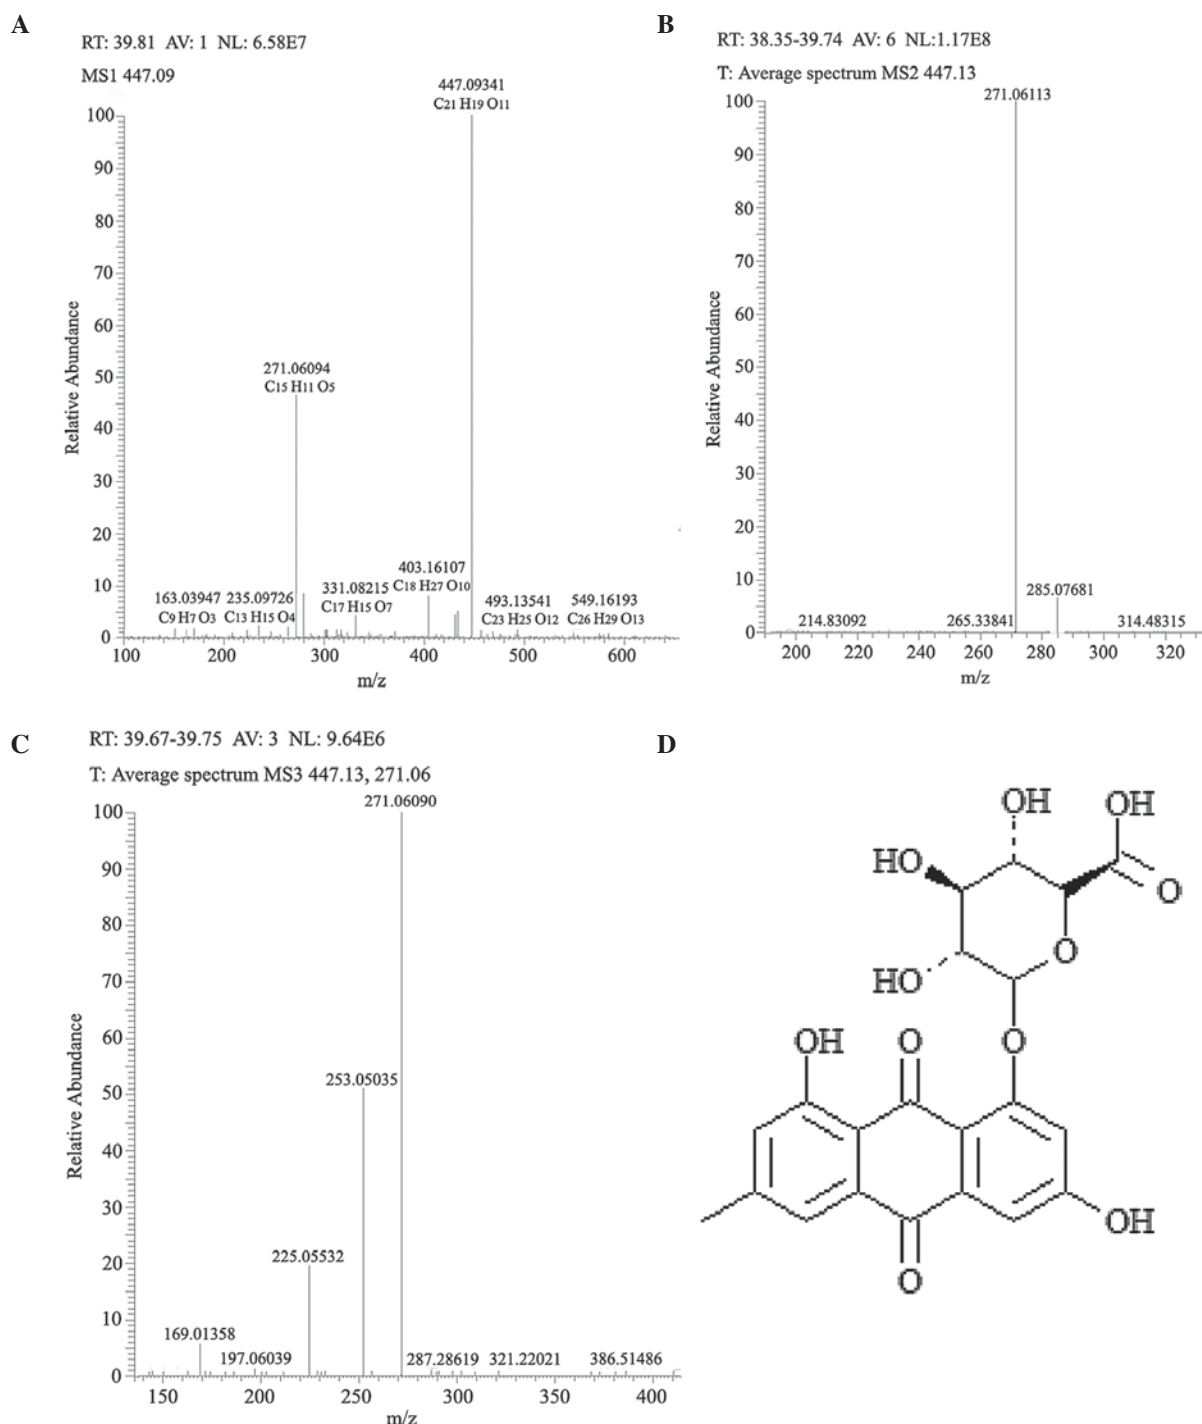 A
RT: 39.81 AV: 1 NL: 6.58E7
MS1 447.09
447.09341
C21 H19 O11
100
90
80
70
60
50
40
30
20
10
0
Relative Abundance
271.06094
C15 H11 O5
163.03947
C9 H7 O3
235.09726
C13 H15 O4
331.08215
C17 H15 O7
403.16107
C18 H27 O10
493.13541
C23 H25 O12
549.16193
C26 H29 O13
100 200 300 400 500 600
m/z
B
RT: 38.35-39.74 AV: 6 NL:1.17E8
T: Average spectrum MS2 447.13
271.06113
100
90
80
70
60
50
40
30
20
10
0
Relative Abundance
285.07681
214.83092
265.33841
314.48315
200 220 240 260 280 300 320
m/z
C
RT: 39.67-39.75 AV: 3 NL: 9.64E6
T: Average spectrum MS3 447.13, 271.06
271.06090
100
90
80
70
60
50
40
30
20
10
0
Relative Abundance
253.05035
225.05532
169.01358
197.06039
287.28619
321.22021
386.51486
150 200 250 300 350 400
m/z
D
OH
OH
HO
O
O
HO
OH
O
O
OH
O